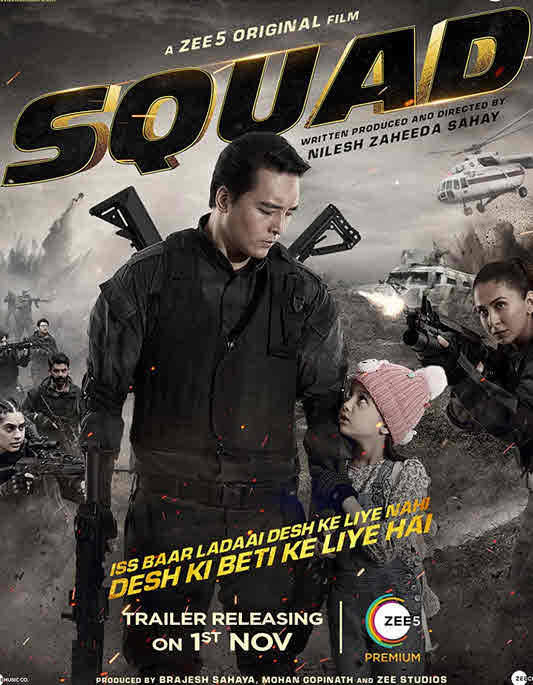 A ZEE5 ORIGINAL FILM
SQUAD
WRITTEN PRODUCED AND DIRECTED BY
NILESH ZAHEEDA SAHAY
ISS BAAR LADAAI DESH KE LIYE NAHI
DESH KI BETI KE LIYE HAI
TRAILER RELEASING
ON 1ST NOV
ZEE5
PREMIUM
MUSIC CO.
PRODUCED BY BRAJESH SAHAYA, MOHAN GOPINATH AND ZEE STUDIOS